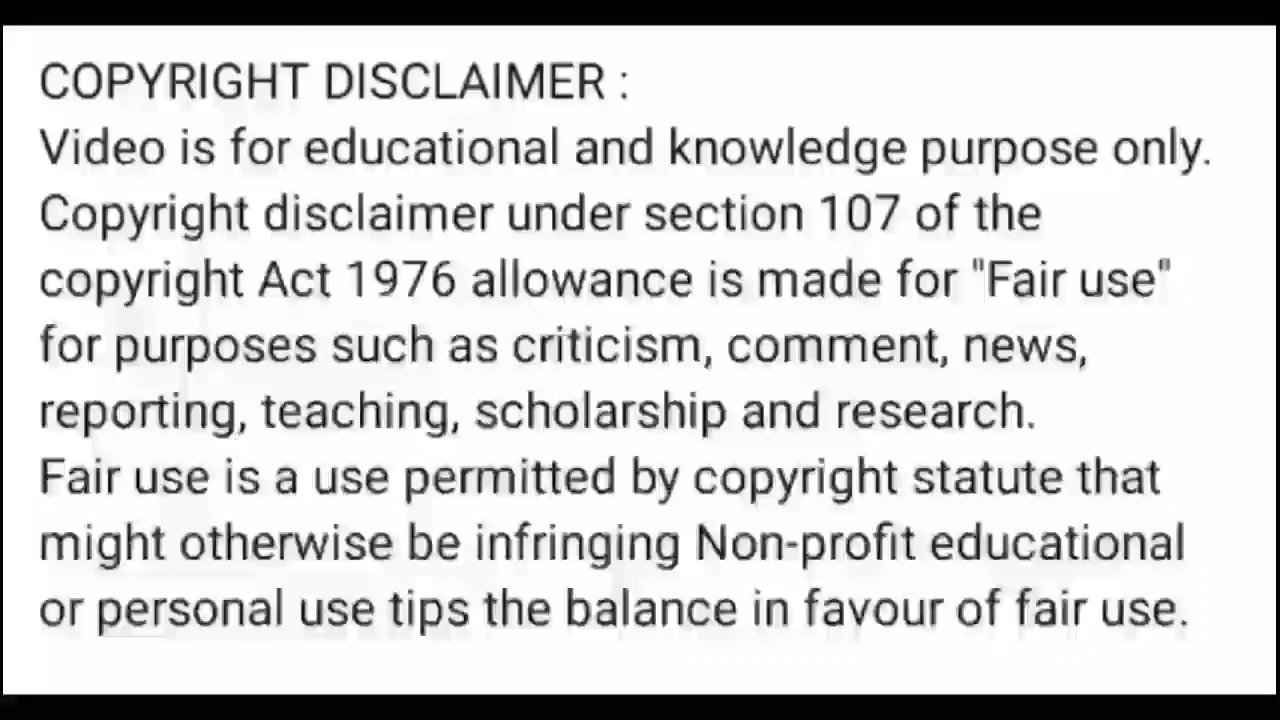 COPYRIGHT DISCLAIMER :
Video is for educational and knowledge purpose only.
Copyright disclaimer under section 107 of the
copyright Act 1976 allowance is made for "Fair use"
for purposes such as criticism, comment, news,
reporting, teaching, scholarship and research.
Fair use is a use permitted by copyright statute that
might otherwise be infringing Non-profit educational
or personal use tips the balance in favour of fair use.